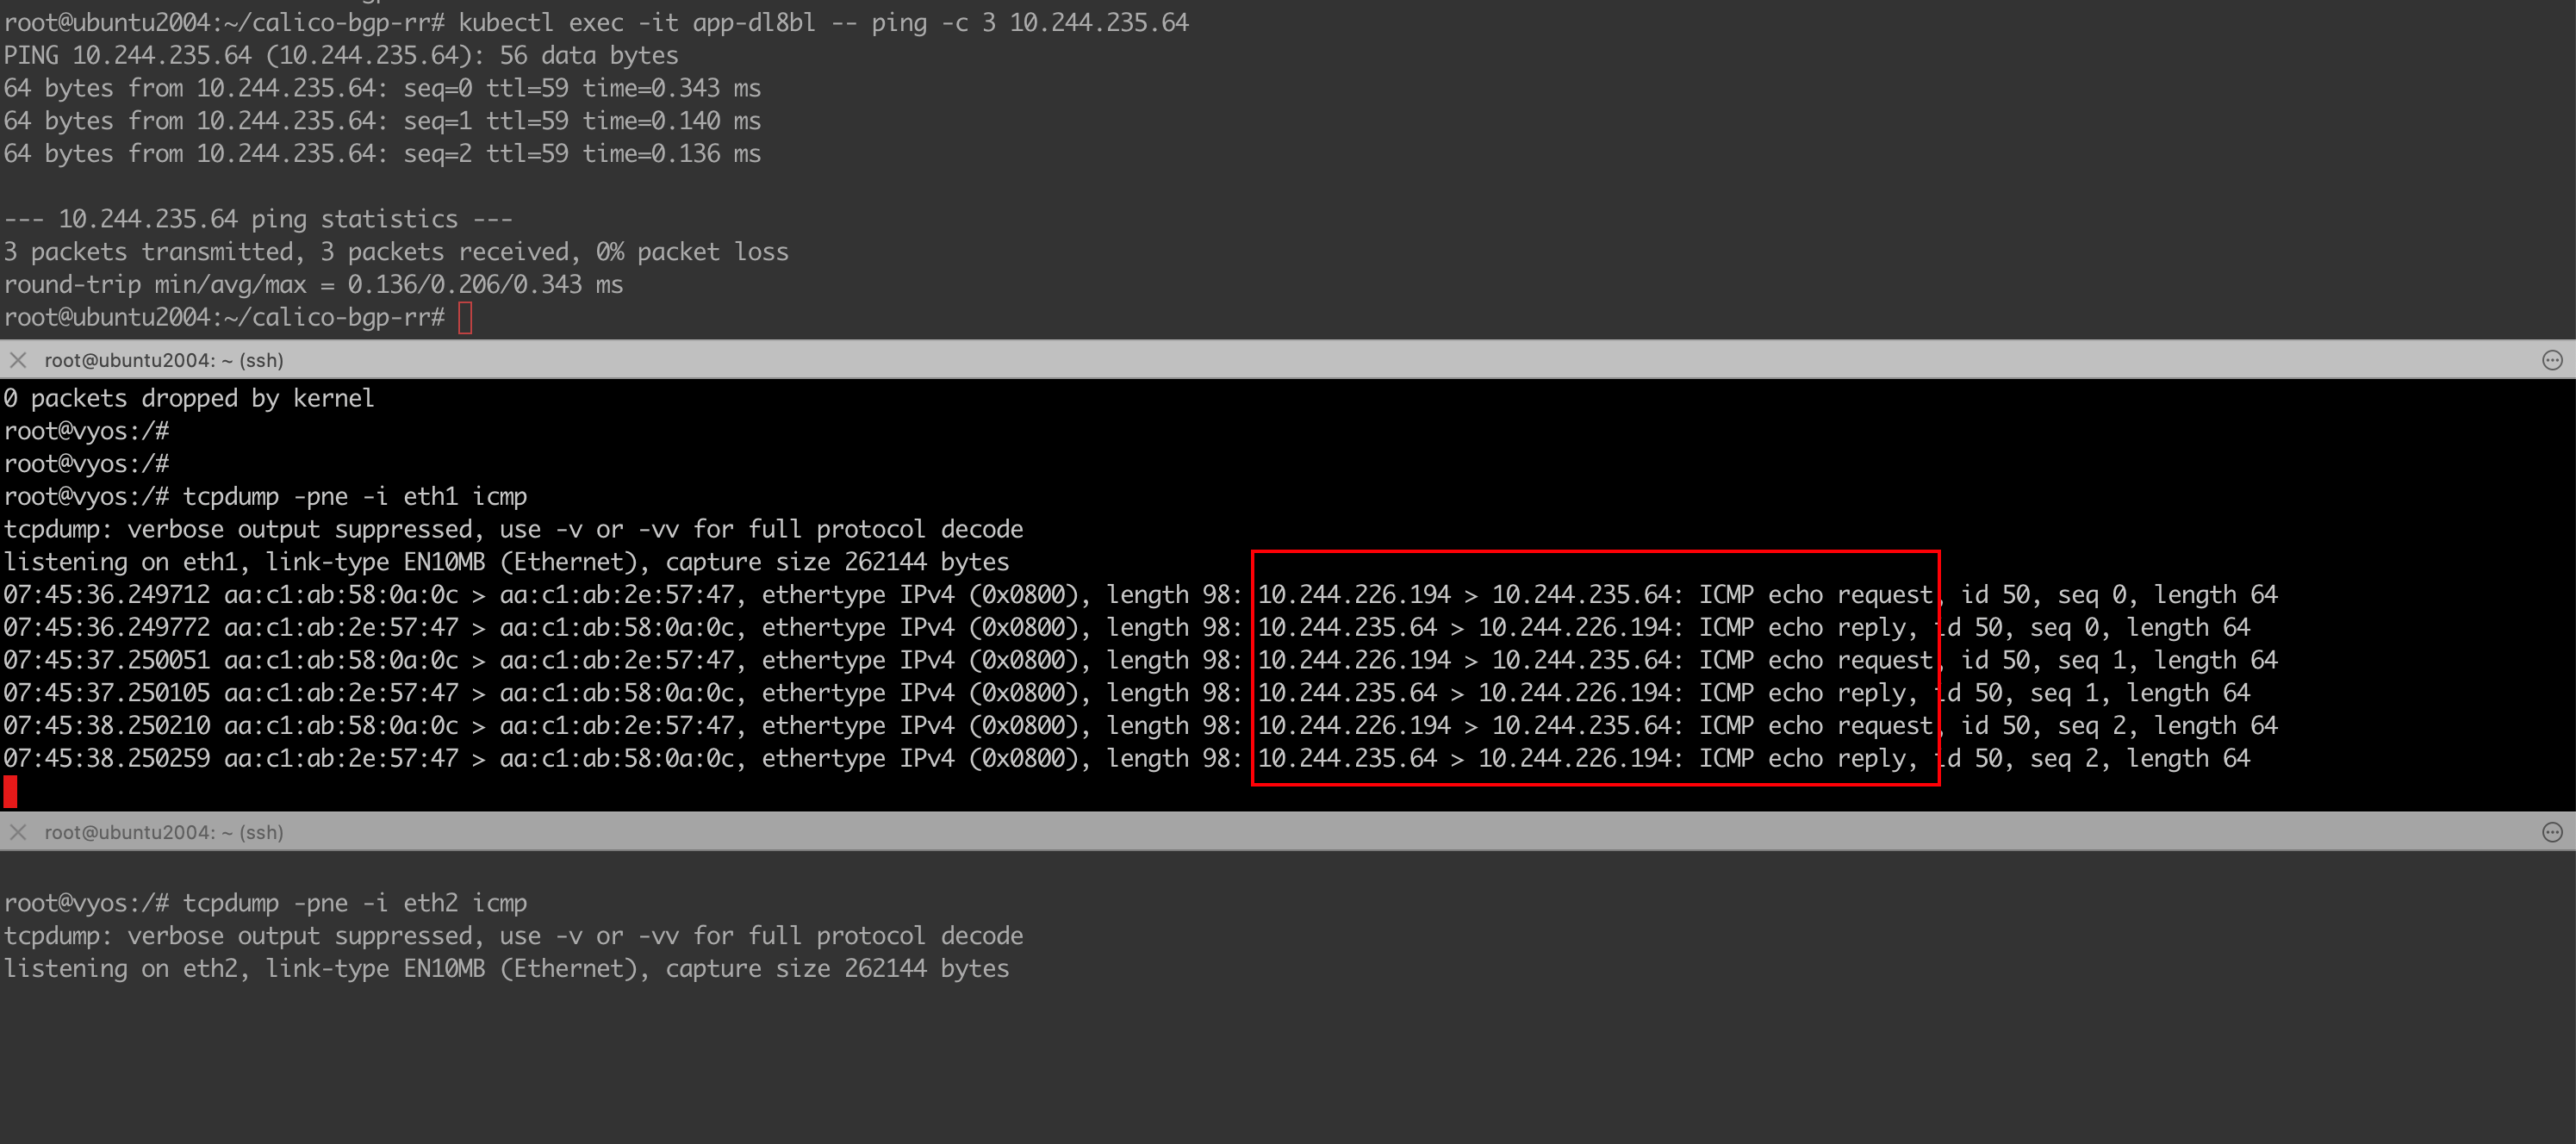 root@ubuntu2004:~/calico-bgp-rr# kubectl exec -it app-dl8bl -- ping -c 3 10.244.235.64
PING 10.244.235.64 (10.244.235.64): 56 data bytes
64 bytes from 10.244.235.64: seq=0 ttl=59 time=0.343 ms
64 bytes from 10.244.235.64: seq=1 ttl=59 time=0.140 ms
64 bytes from 10.244.235.64: seq=2 ttl=59 time=0.136 ms
--- 10.244.235.64 ping statistics ---
3 packets transmitted, 3 packets received, 0% packet loss
round-trip min/avg/max = 0.136/0.206/0.343 ms
root@ubuntu2004:~/calico-bgp-rr#
root@ubuntu2004: ~ (ssh)
0 packets dropped by kernel
root@vyos:/#
root@vyos:/#
root@vyos:/# tcpdump -pne -i eth1 icmp
tcpdump: verbose output suppressed, use -v or -vv for full protocol decode
listening on eth1, link-type EN10MB (Ethernet), capture size 262144 bytes
07:45:36.249712 aa:c1:ab:58:0a:0c > aa:c1:ab:2e:57:47, ethertype IPv4 (0x0800), length 98: 10.244.226.194 > 10.244.235.64: ICMP echo request, id 50, seq 0, length 64
07:45:36.249772 aa:c1:ab:2e:57:47 > aa:c1:ab:58:0a:0c, ethertype IPv4 (0x0800), length 98: 10.244.235.64 > 10.244.226.194: ICMP echo reply, id 50, seq 0, length 64
07:45:37.250051 aa:c1:ab:58:0a:0c > aa:c1:ab:2e:57:47, ethertype IPv4 (0x0800), length 98: 10.244.226.194 > 10.244.235.64: ICMP echo request, id 50, seq 1, length 64
07:45:37.250105 aa:c1:ab:2e:57:47 > aa:c1:ab:58:0a:0c, ethertype IPv4 (0x0800), length 98: 10.244.235.64 > 10.244.226.194: ICMP echo reply, id 50, seq 1, length 64
07:45:38.250210 aa:c1:ab:58:0a:0c > aa:c1:ab:2e:57:47, ethertype IPv4 (0x0800), length 98: 10.244.226.194 > 10.244.235.64: ICMP echo request, id 50, seq 2, length 64
07:45:38.250259 aa:c1:ab:2e:57:47 > aa:c1:ab:58:0a:0c, ethertype IPv4 (0x0800), length 98: 10.244.235.64 > 10.244.226.194: ICMP echo reply, id 50, seq 2, length 64
root@ubuntu2004: ~ (ssh)
root@vyos:/# tcpdump -pne -i eth2 icmp
tcpdump: verbose output suppressed, use -v or -vv for full protocol decode
listening on eth2, link-type EN10MB (Ethernet), capture size 262144 bytes